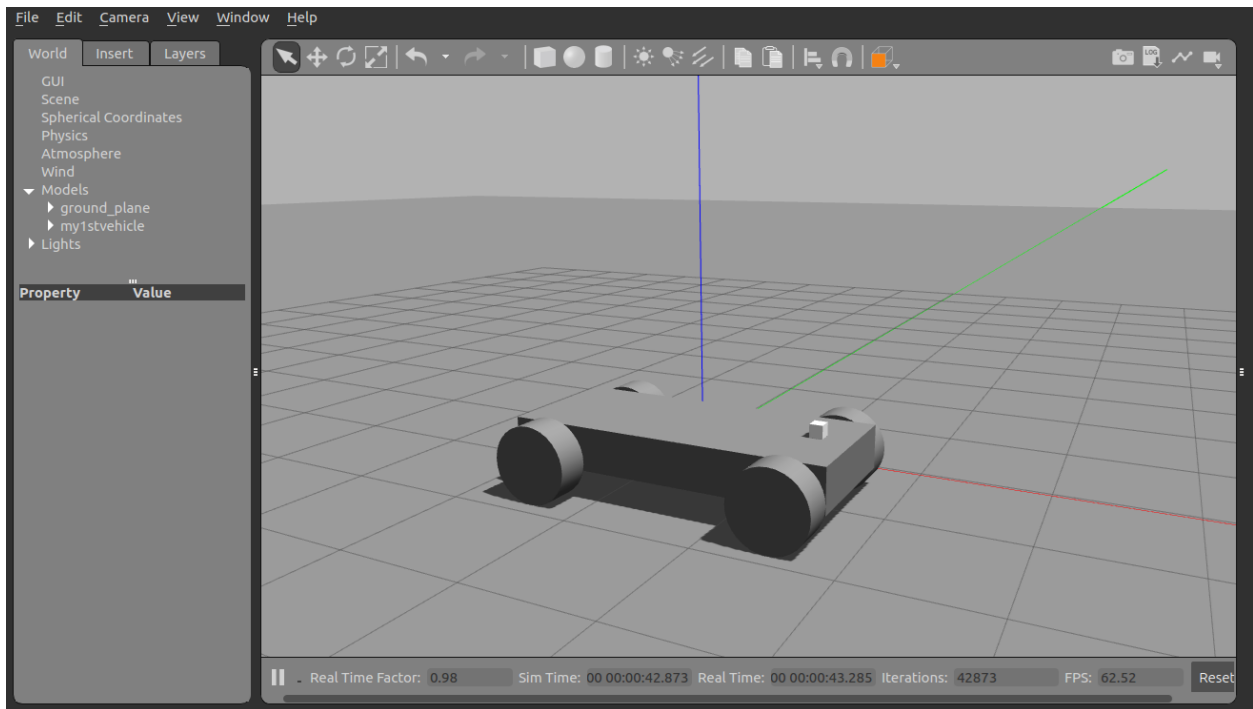 File Edit Camera View Window Help
World Insert Layers
LOG
GUI
Scene
Spherical Coordinates
Physics
Atmosphere
Wind
Models
ground_plane
my1stvehicle
Lights
Property Value
Real Time Factor: 0.98 Sim Time: 00 00:00:42.873 Real Time: 00 00:00:43.285 Iterations: 42873 FPS: 62.52 Reset